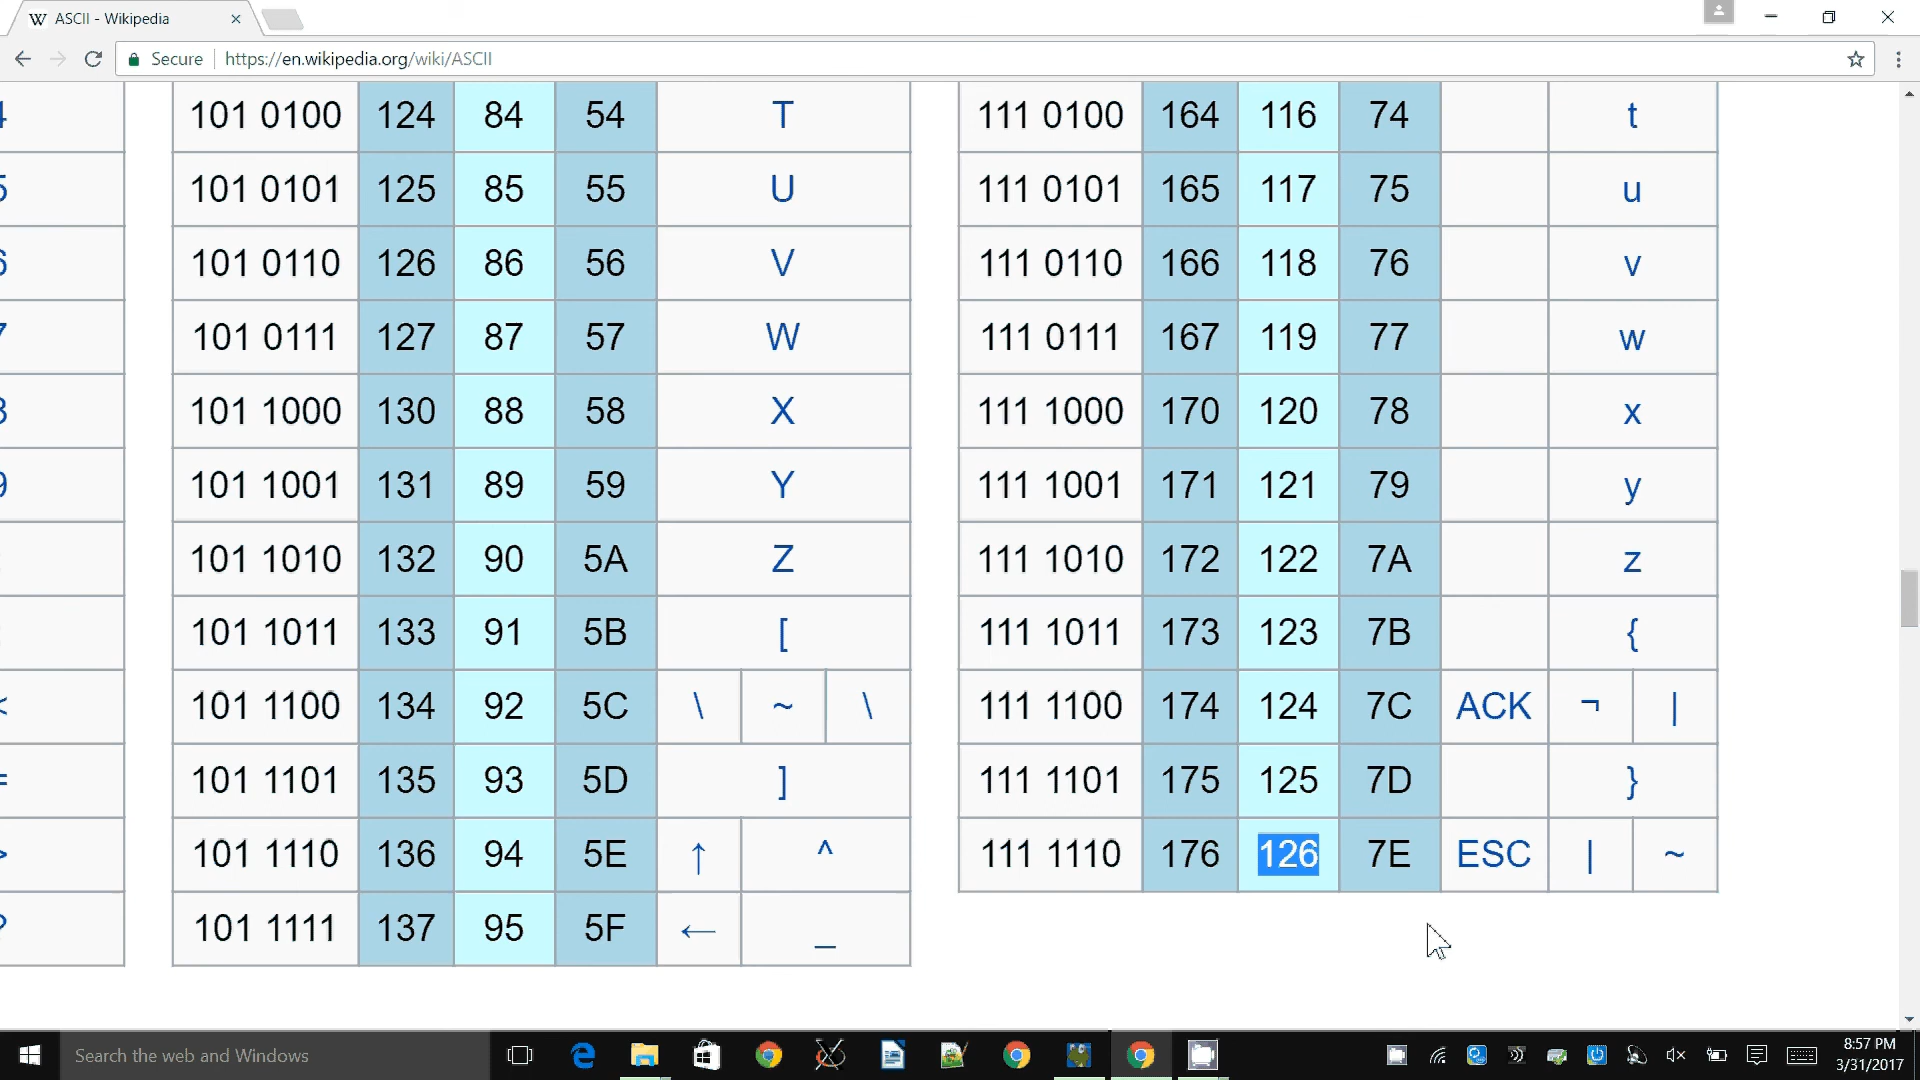 ASCII - Wikipedia
Secure https://en.wikipedia.org/wiki/ASCII
4 101 0100 124 84 54 T 111 0100 164 116 74 t
5 101 0101 125 85 55 U 111 0101 165 117 75 u
6 101 0110 126 86 56 V 111 0110 166 118 76 v
7 101 0111 127 87 57 W 111 0111 167 119 77 w
8 101 1000 130 88 58 X 111 1000 170 120 78 x
9 101 1001 131 89 59 Y 111 1001 171 121 79 y
101 1010 132 90 5A Z 111 1010 172 122 7A z
101 1011 133 91 5B [ 111 1011 173 123 7B {
< 101 1100 134 92 5C \ ~ \ 111 1100 174 124 7C ACK ¬ |
= 101 1101 135 93 5D ] 111 1101 175 125 7D }
> 101 1110 136 94 5E ↑ ^ 111 1110 176 126 7E ESC | ~
? 101 1111 137 95 5F ← _
Search the web and Windows
8:57 PM
3/31/2017